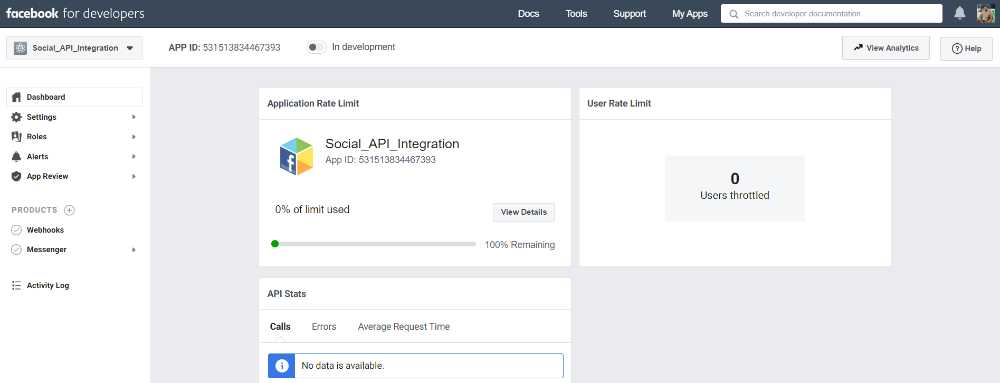 facebook for developers
Docs
Tools
Support
My Apps
Search developer documentation
Social_API_Integration
APP ID: 531513834467393
In development
View Analytics
Help
Dashboard
Settings
Roles
Alerts
App Review
PRODUCTS
Webhooks
Messenger
Activity Log
Application Rate Limit
Social_API_Integration
App ID: 531513834467393
0% of limit used
View Details
100% Remaining
User Rate Limit
0
Users throttled
API Stats
Calls
Errors
Average Request Time
No data is available.